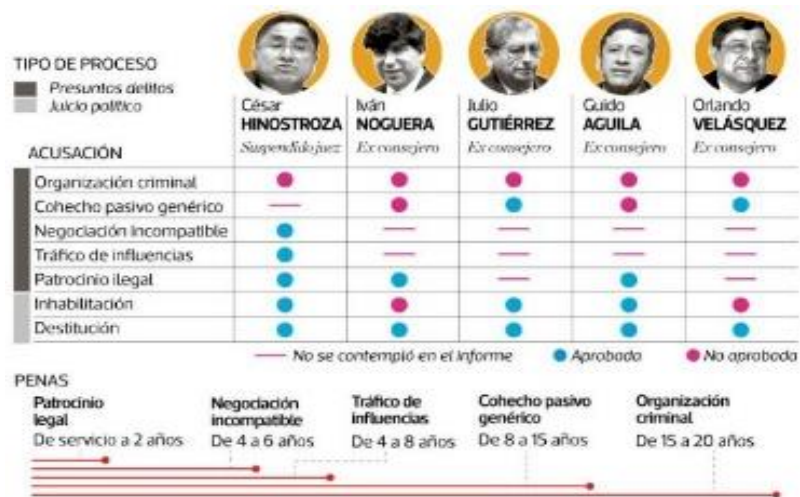 TIPO DE PROCESO
Presuntos delitos
Juicio político
César
HINOSTROZA
Suspendido juez
Iván
NOGUERA
Ex consejero
Julio
GUTIÉRREZ
Ex consejero
Guido
AGUILA
Ex consejero
Orlando
VELÁSQUEZ
Ex consejero
ACUSACIÓN
Organización criminal
Cohecho pasivo genérico
Negociación incompatible
Tráfico de influencias
Patrocinio ilegal
Inhabilitación
Destitución
No se contempló en el informe
Aprobada
No aprobada
PENAS
Patrocinio
legal
De servicio a 2 años
Negociación
incompatible
De 4 a 6 años
Tráfico de
influencias
De 4 a 8 años
Cohecho pasivo
genérico
De 8 a 15 años
Organización
criminal
De 15 a 20 años